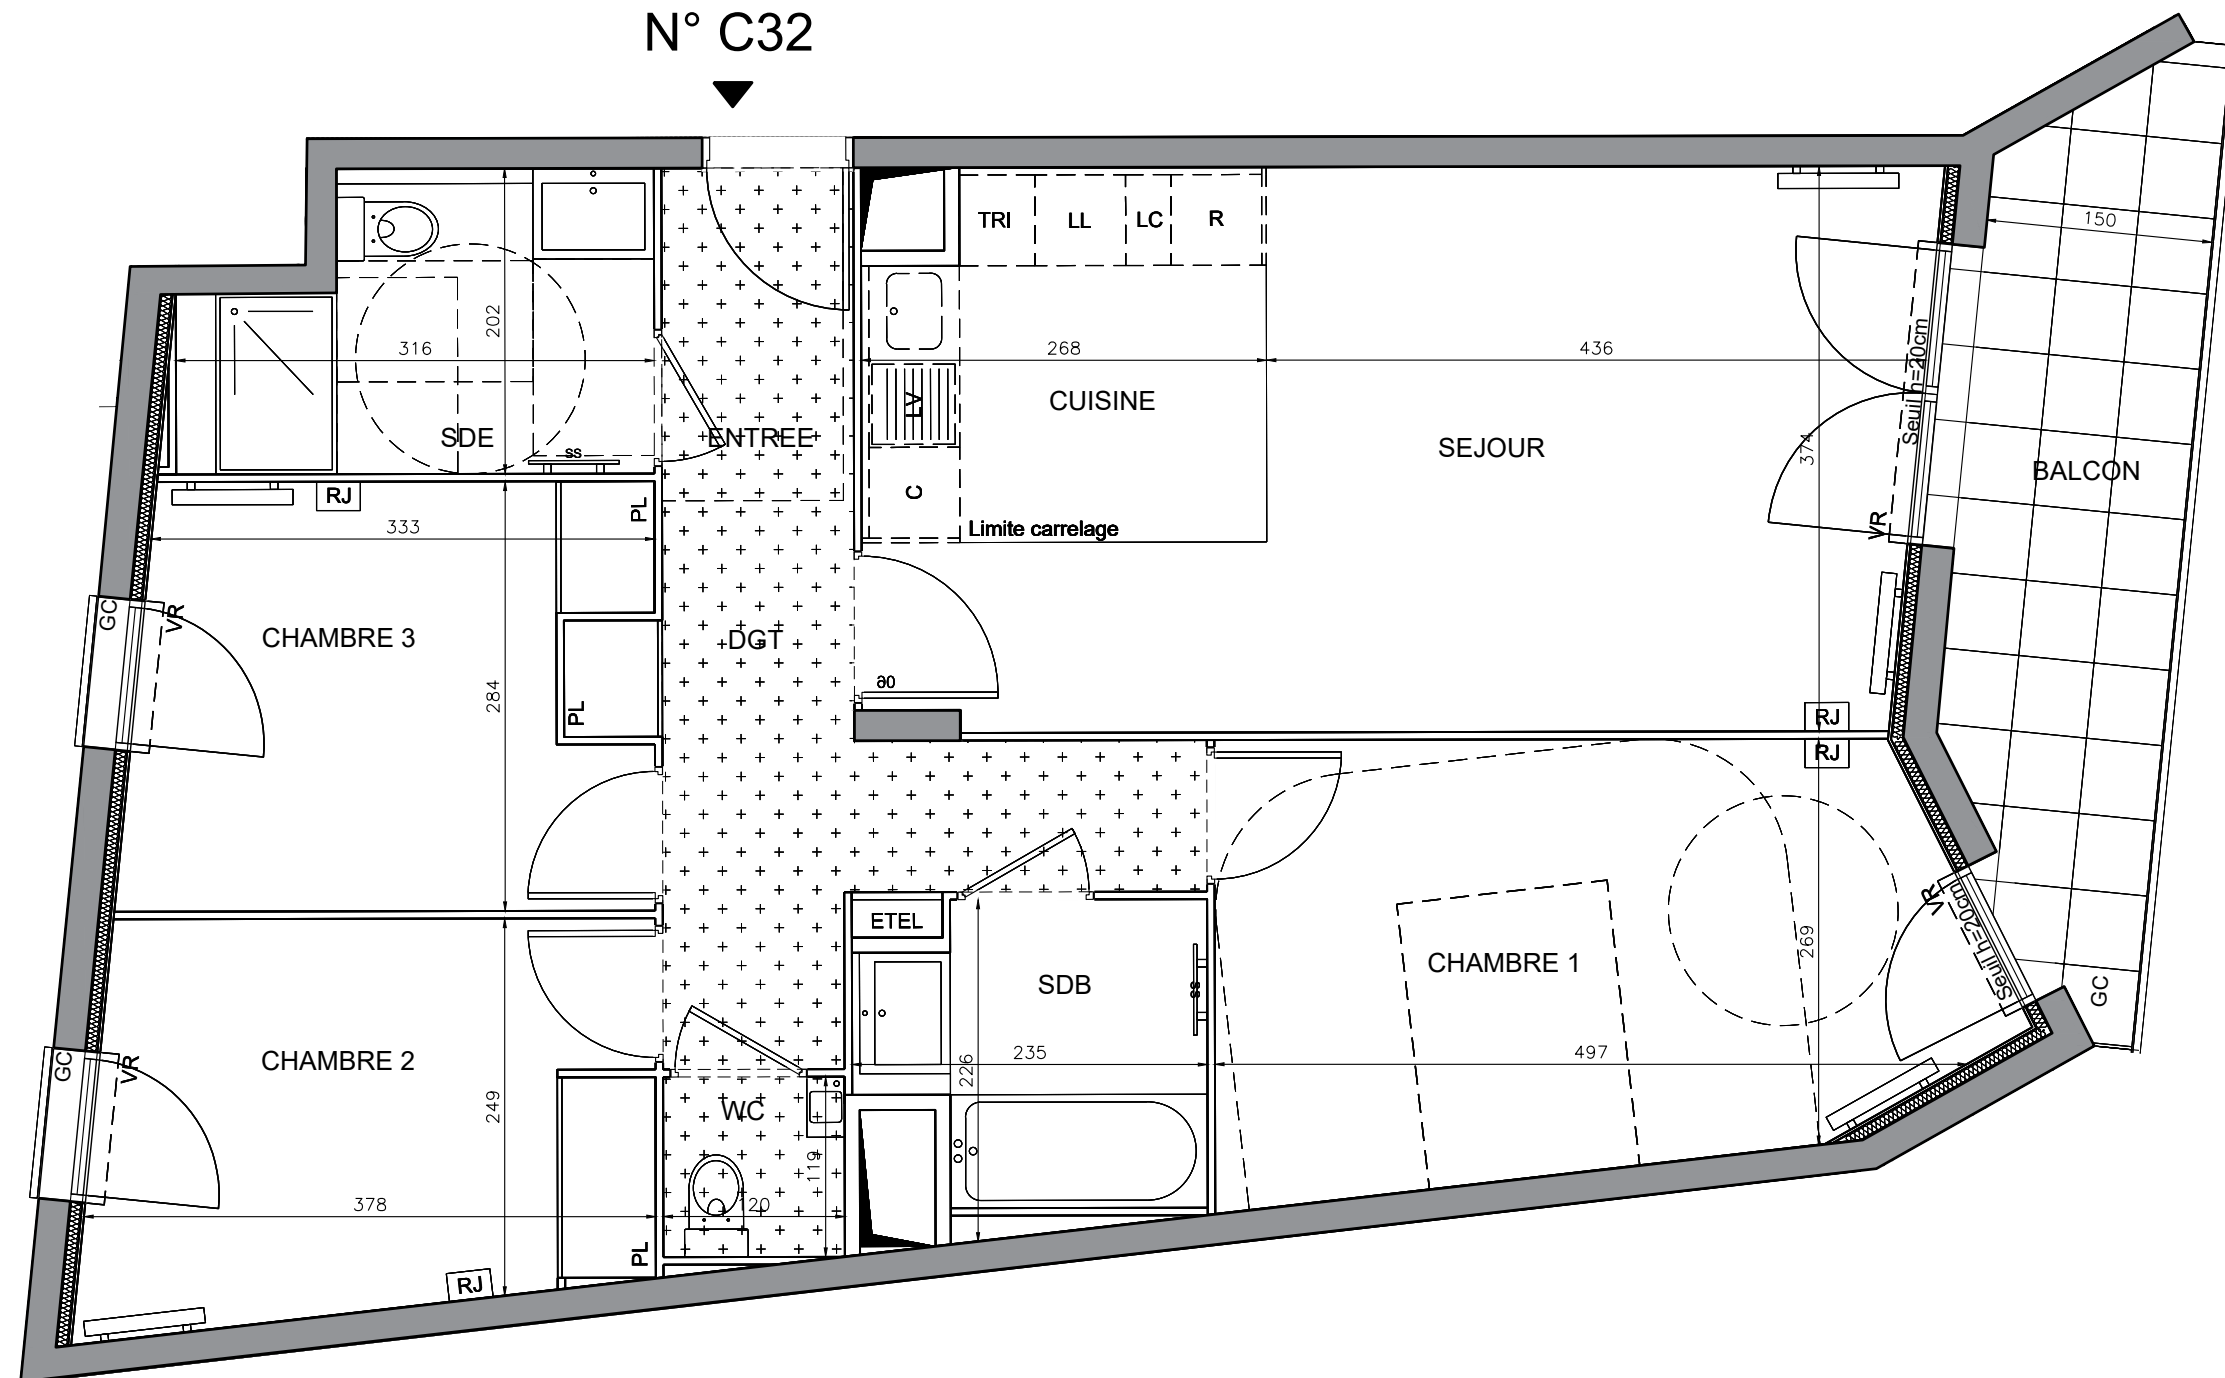 N° C32
TRI
LL
LC
R
150
202
316
268
436
LV
CUISINE
SDE
ss
ENTREE
SEJOUR
374
Seuil h=20cm
BALCON
RJ
PL
C
Limite carrelage
333
VR
GC
VR
CHAMBRE 3
DGT
284
PL
90
RJ
RJ
ETEL
VR
Seuil h=20cm
CHAMBRE 1
269
SDB
ss
GC
CHAMBRE 2
GC
VR
235
226
497
WC
249
119
378
120
PL
RJ